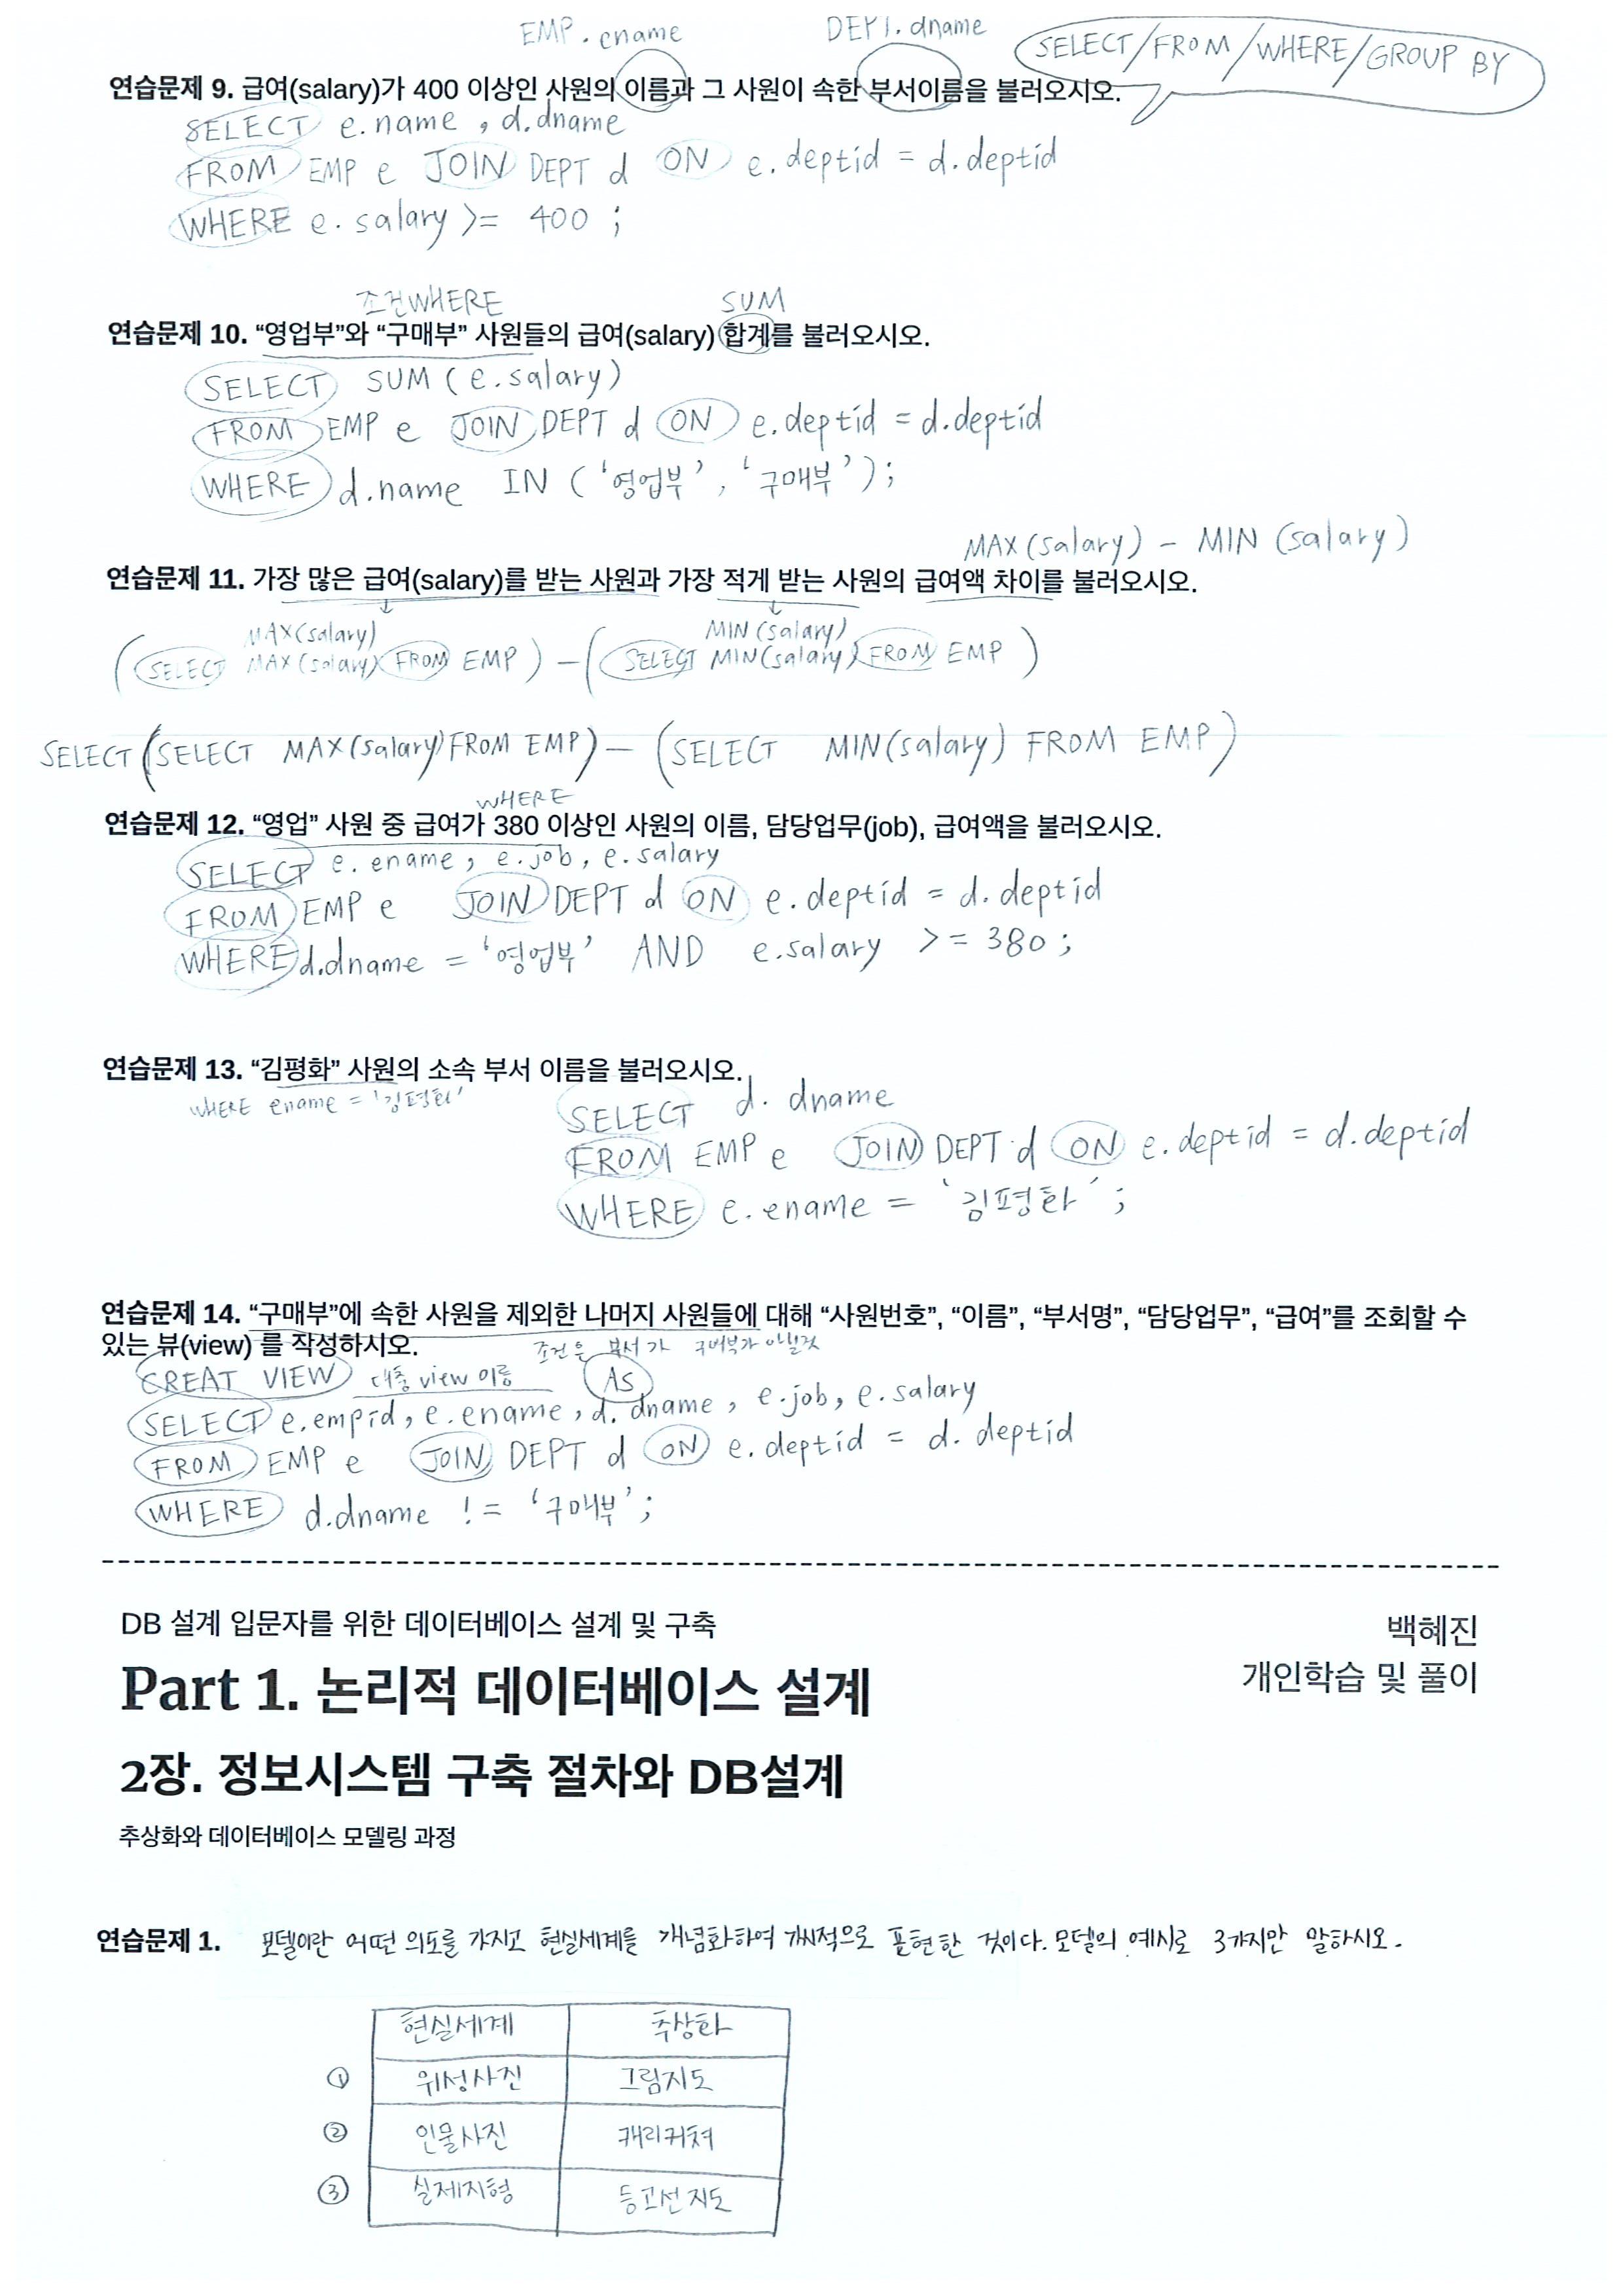 EMP.ename DEPT.dname
SELECT/FROM/WHERE/GROUP BY
연습문제 9. 급여(salary)가 400 이상인 사원의 이름과 그 사원이 속한 부서이름을 불러오시오.
SELECT e.name, d.dname
FROM EMP e JOIN DEPT d ON e.deptid = d.deptid
WHERE e.salary >= 400 ;
조건WHERE SUM
연습문제 10. “영업부”와 “구매부” 사원들의 급여(salary) 합계를 불러오시오.
SELECT SUM(e.salary)
FROM EMP e JOIN DEPT d ON e.deptid = d.deptid
WHERE d.name IN ('영업부', '구매부');
MAX(salary) - MIN(salary)
연습문제 11. 가장 많은 급여(salary)를 받는 사원과 가장 적게 받는 사원의 급여액 차이를 불러오시오.
MAX(salary) MIN(salary)
(SELECT MAX(salary) FROM EMP) - (SELECT MIN(salary) FROM EMP)
SELECT (SELECT MAX(salary) FROM EMP) - (SELECT MIN(salary) FROM EMP)
WHERE
연습문제 12. “영업” 사원 중 급여가 380 이상인 사원의 이름, 담당업무(job), 급여액을 불러오시오.
SELECT e.ename, e.job, e.salary
FROM EMP e JOIN DEPT d ON e.deptid = d.deptid
WHERE d.dname = '영업부' AND e.salary >= 380 ;
연습문제 13. “김평화” 사원의 소속 부서 이름을 불러오시오.
WHERE ename = '김평화'
SELECT d.dname
FROM EMP e JOIN DEPT d ON e.deptid = d.deptid
WHERE e.ename = '김평화' ;
연습문제 14. “구매부”에 속한 사원을 제외한 나머지 사원들에 대해 “사원번호”, “이름”, “부서명”, “담당업무”, “급여”를 조회할 수
있는 뷰(view) 를 작성하시오.
조건은 부서가 구매부가 아닐것
CREAT VIEW 대충 view 이름 AS
SELECT e.empid, e.ename, d.dname, e.job, e.salary
FROM EMP e JOIN DEPT d ON e.deptid = d.deptid
WHERE d.dname != '구매부';
DB 설계 입문자를 위한 데이터베이스 설계 및 구축
백혜진
Part 1. 논리적 데이터베이스 설계
개인학습 및 풀이
2장. 정보시스템 구축 절차와 DB설계
추상화와 데이터베이스 모델링 과정
연습문제 1. 모델이란 어떤 의도를 가지고 현실세계를 개념화하여 가시적으로 표현한 것이다. 모델의 예시로 3가지만 말하시오.
현실세계 추상화
① 위성사진 그림지도
② 인물사진 캐리커쳐
③ 실제지형 등고선 지도